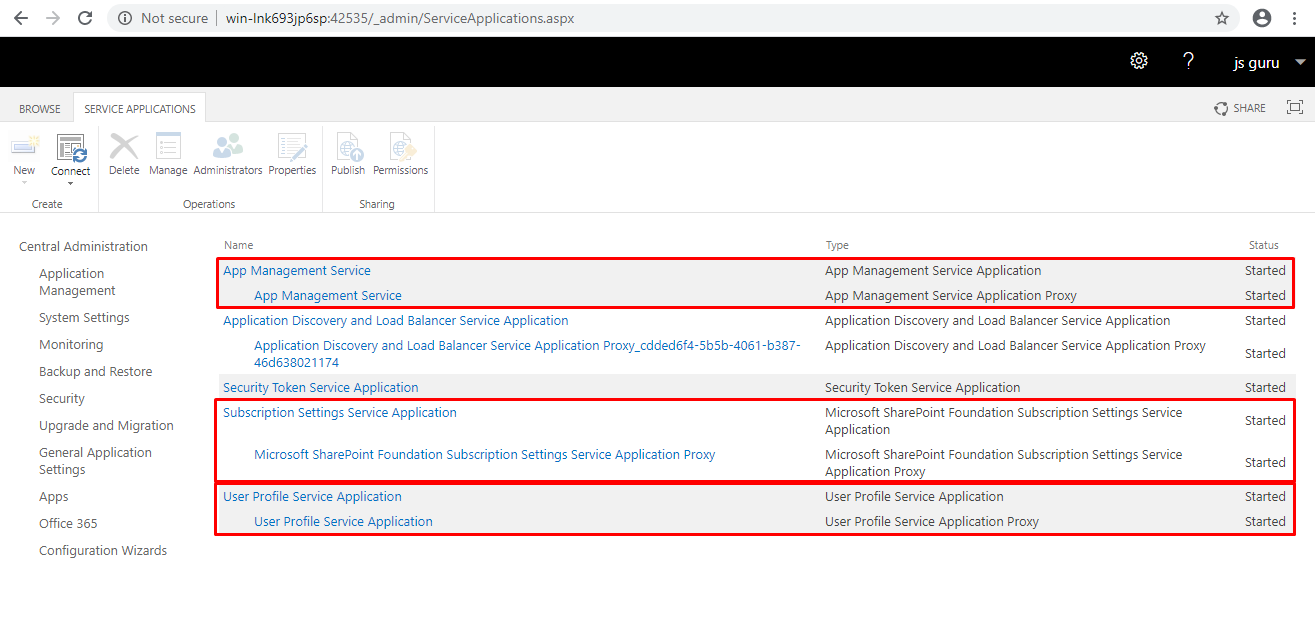 Not secure | win-lnk693jp6sp:42535/_admin/ServiceApplications.aspx
? js guru
BROWSE SERVICE APPLICATIONS SHARE
New Connect Delete Manage Administrators Properties Publish Permissions
Create Operations Sharing
Central Administration
Application
Management
System Settings
Monitoring
Backup and Restore
Security
Upgrade and Migration
General Application
Settings
Apps
Office 365
Configuration Wizards
Name Type Status
App Management Service App Management Service Application Started
App Management Service App Management Service Application Proxy Started
Application Discovery and Load Balancer Service Application Application Discovery and Load Balancer Service Application Started
Application Discovery and Load Balancer Service Application Proxy_cdded6f4-5b5b-4061-b387- Application Discovery and Load Balancer Service Application Proxy
46d638021174 Started
Security Token Service Application Security Token Service Application Started
Subscription Settings Service Application Microsoft SharePoint Foundation Subscription Settings Service
Application Started
Microsoft SharePoint Foundation Subscription Settings Service Application Proxy Microsoft SharePoint Foundation Subscription Settings Service
Application Proxy Started
User Profile Service Application User Profile Service Application Started
User Profile Service Application User Profile Service Application Proxy Started